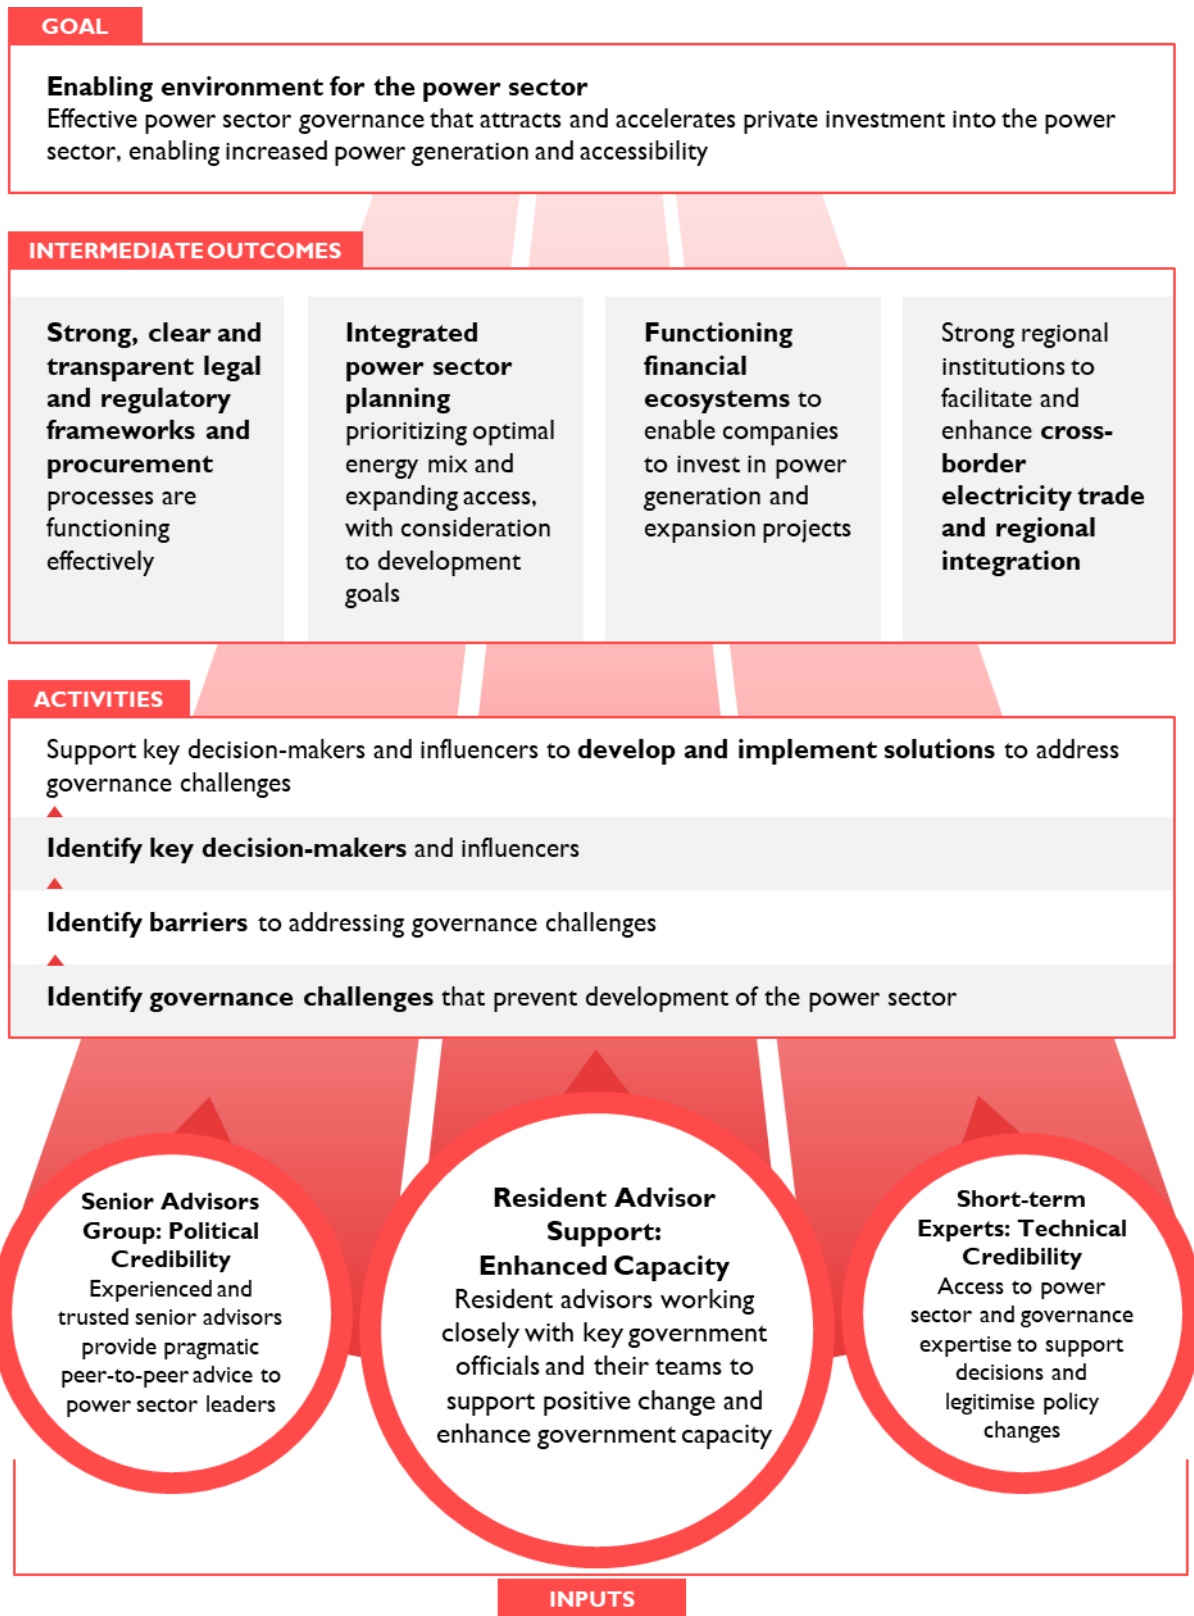 GOAL
Enabling environment for the power sector
Effective power sector governance that attracts and accelerates private investment into the power
sector, enabling increased power generation and accessibility
INTERMEDIATE OUTCOMES
Strong, clear and
transparent legal
and regulatory
frameworks and
procurement
processes are
functioning
effectively
Integrated
power sector
planning
prioritizing optimal
energy mix and
expanding access,
with consideration
to development
goals
Functioning
financial
ecosystems to
enable companies
to invest in power
generation and
expansion projects
Strong regional
institutions to
facilitate and
enhance cross-
border
electricity trade
and regional
integration
ACTIVITIES
Support key decision-makers and influencers to develop and implement solutions to address
governance challenges
Identify key decision-makers and influencers
Identify barriers to addressing governance challenges
Identify governance challenges that prevent development of the power sector
Senior Advisors
Group: Political
Credibility
Experienced and
trusted senior advisors
provide pragmatic
peer-to-peer advice to
power sector leaders
Resident Advisor
Support:
Enhanced Capacity
Resident advisors working
closely with key government
officials and their teams to
support positive change and
enhance government capacity
Short-term
Experts: Technical
Credibility
Access to power
sector and governance
expertise to support
decisions and
legitimise policy
changes
INPUTS